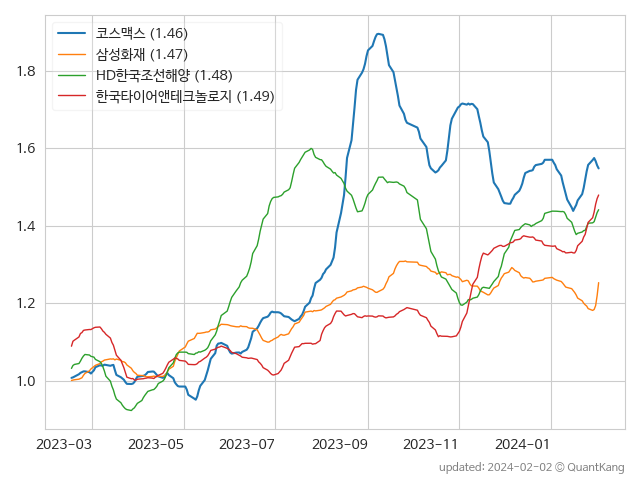 코스맥스 (1.46)
삼성화재 (1.47)
HD한국조선해양 (1.48)
한국타이어앤테크놀로지 (1.49)
1.8
1.6
1.4
1.2
1.0
2023-03 2023-05 2023-07 2023-09 2023-11 2024-01
updated: 2024-02-02 © QuantKang